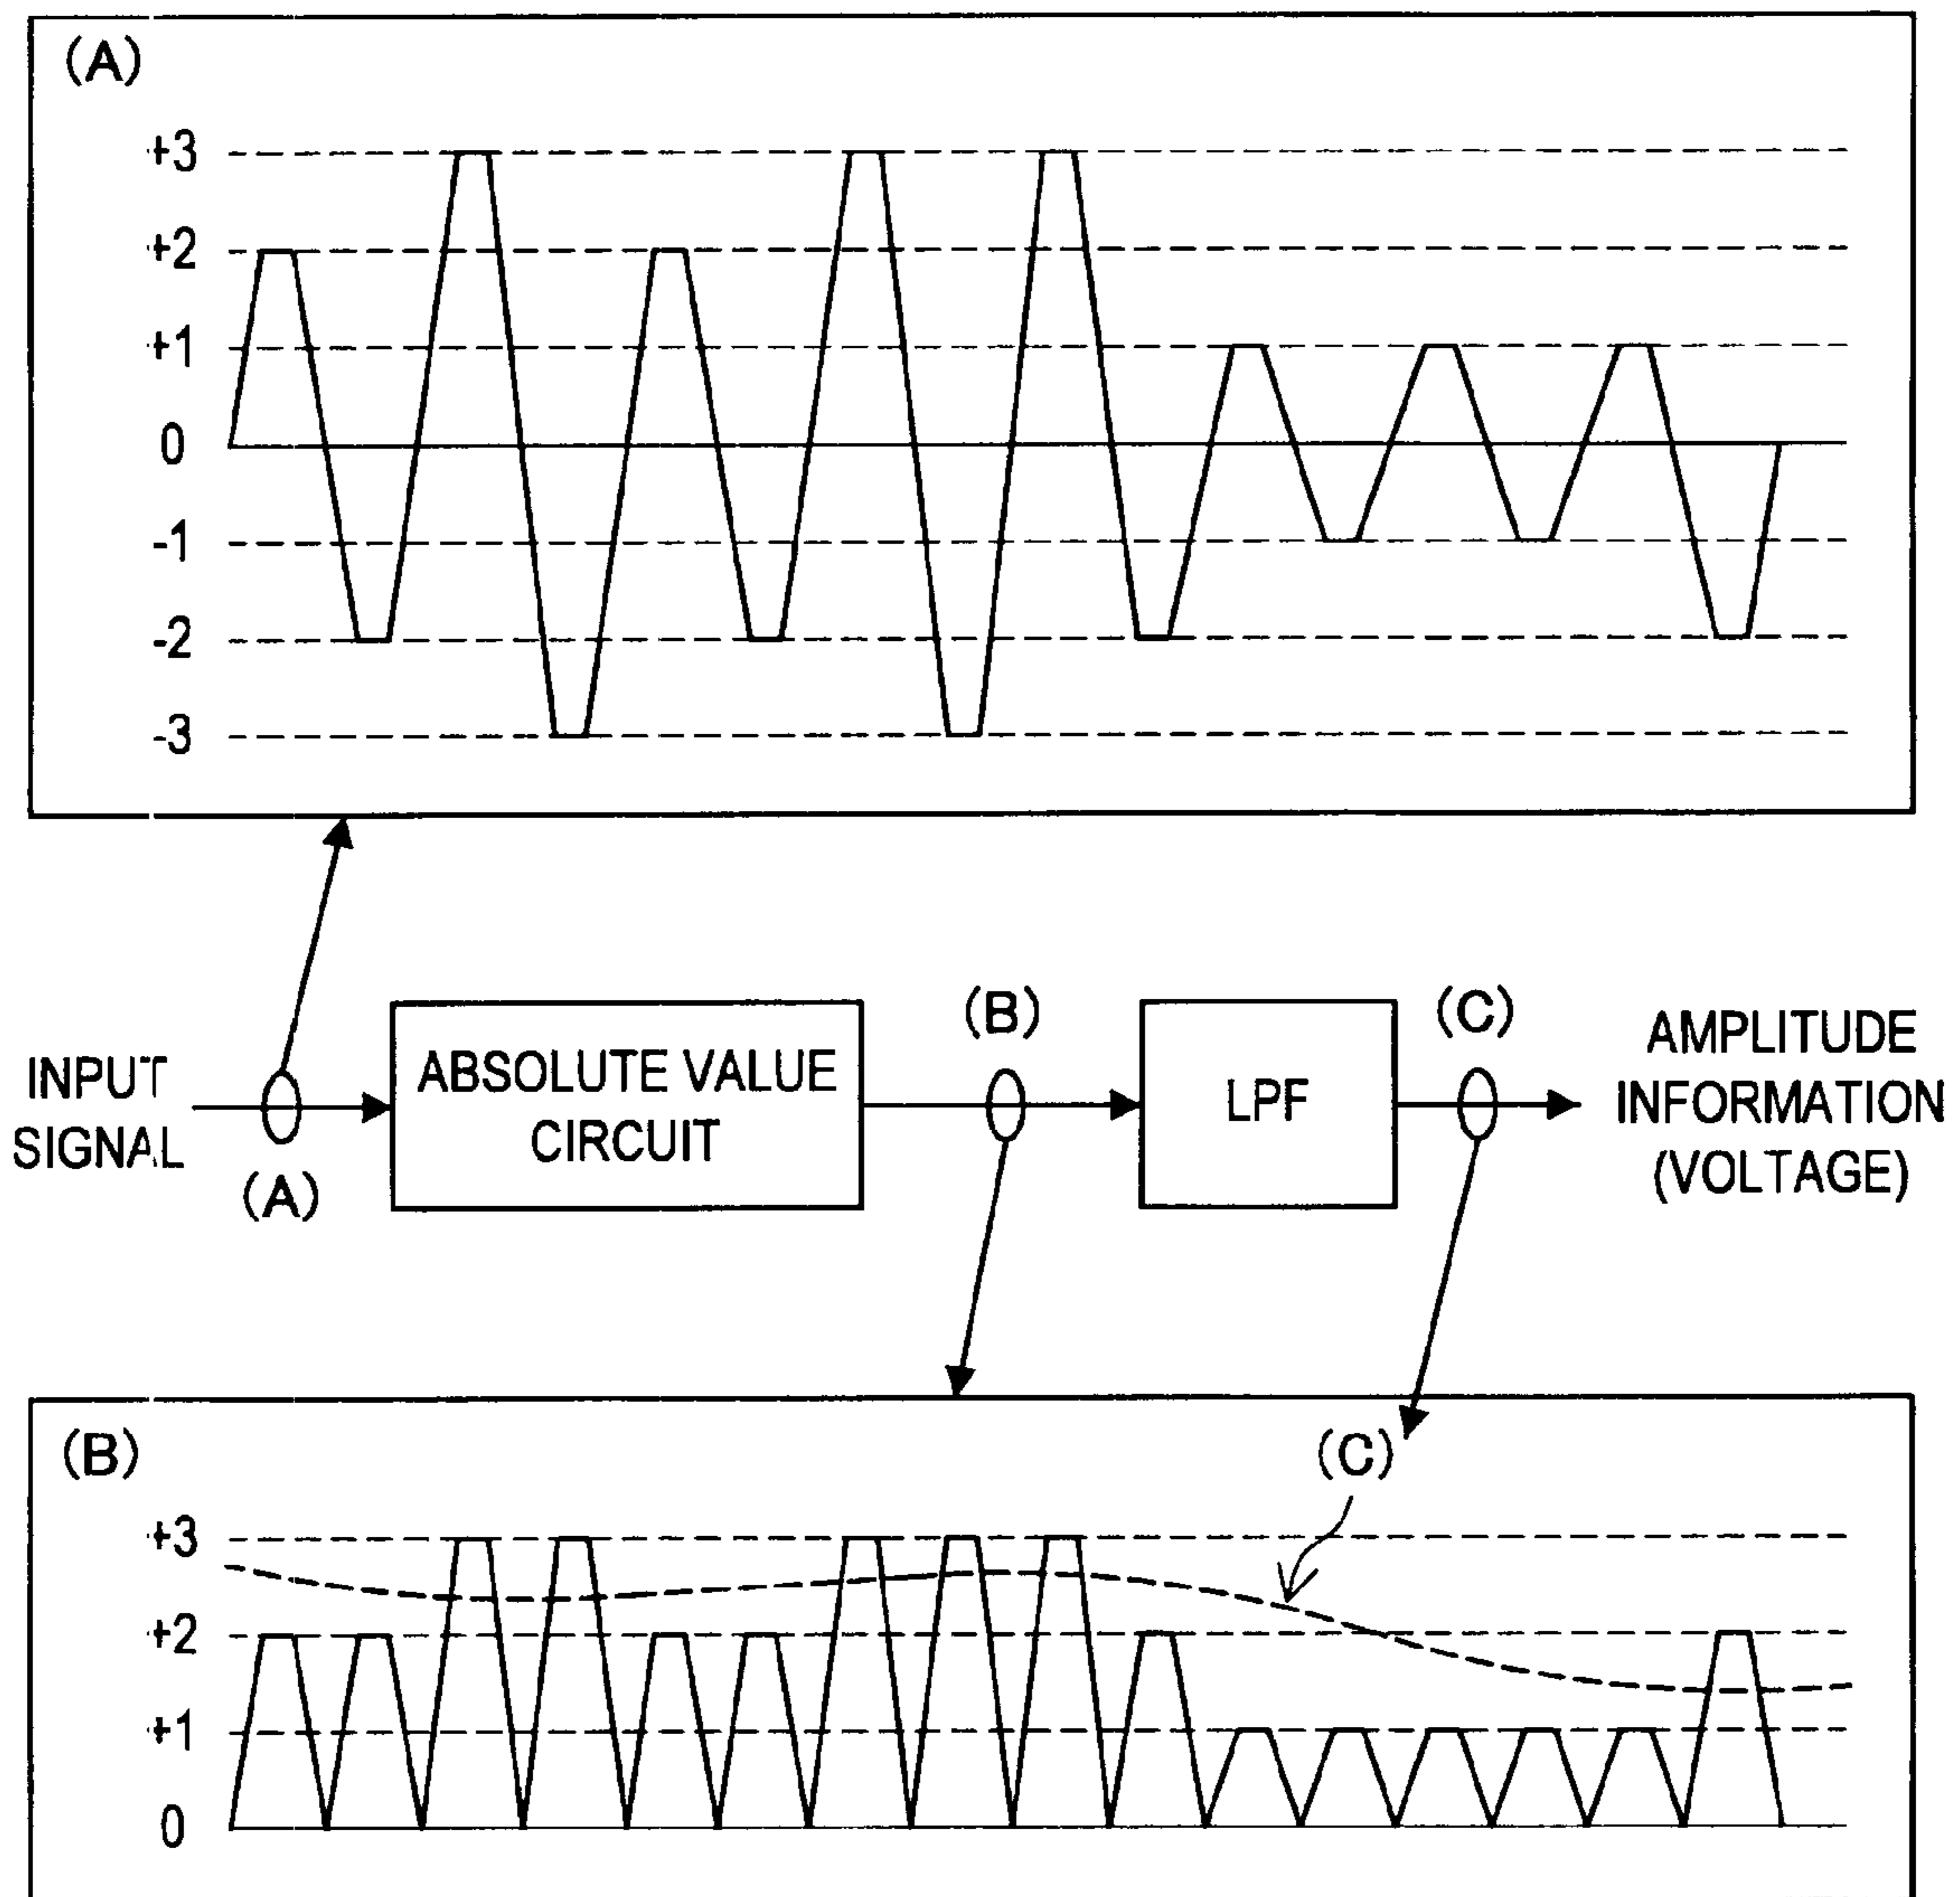 (A)
+3
+2
+1
0
-1
-2
-3
INPUT
SIGNAL
(A)
ABSOLUTE VALUE
CIRCUIT
(B)
LPF
(C)
AMPLITUDE
INFORMATION
(VOLTAGE)
(B)
(C)
+3
+2
+1
0